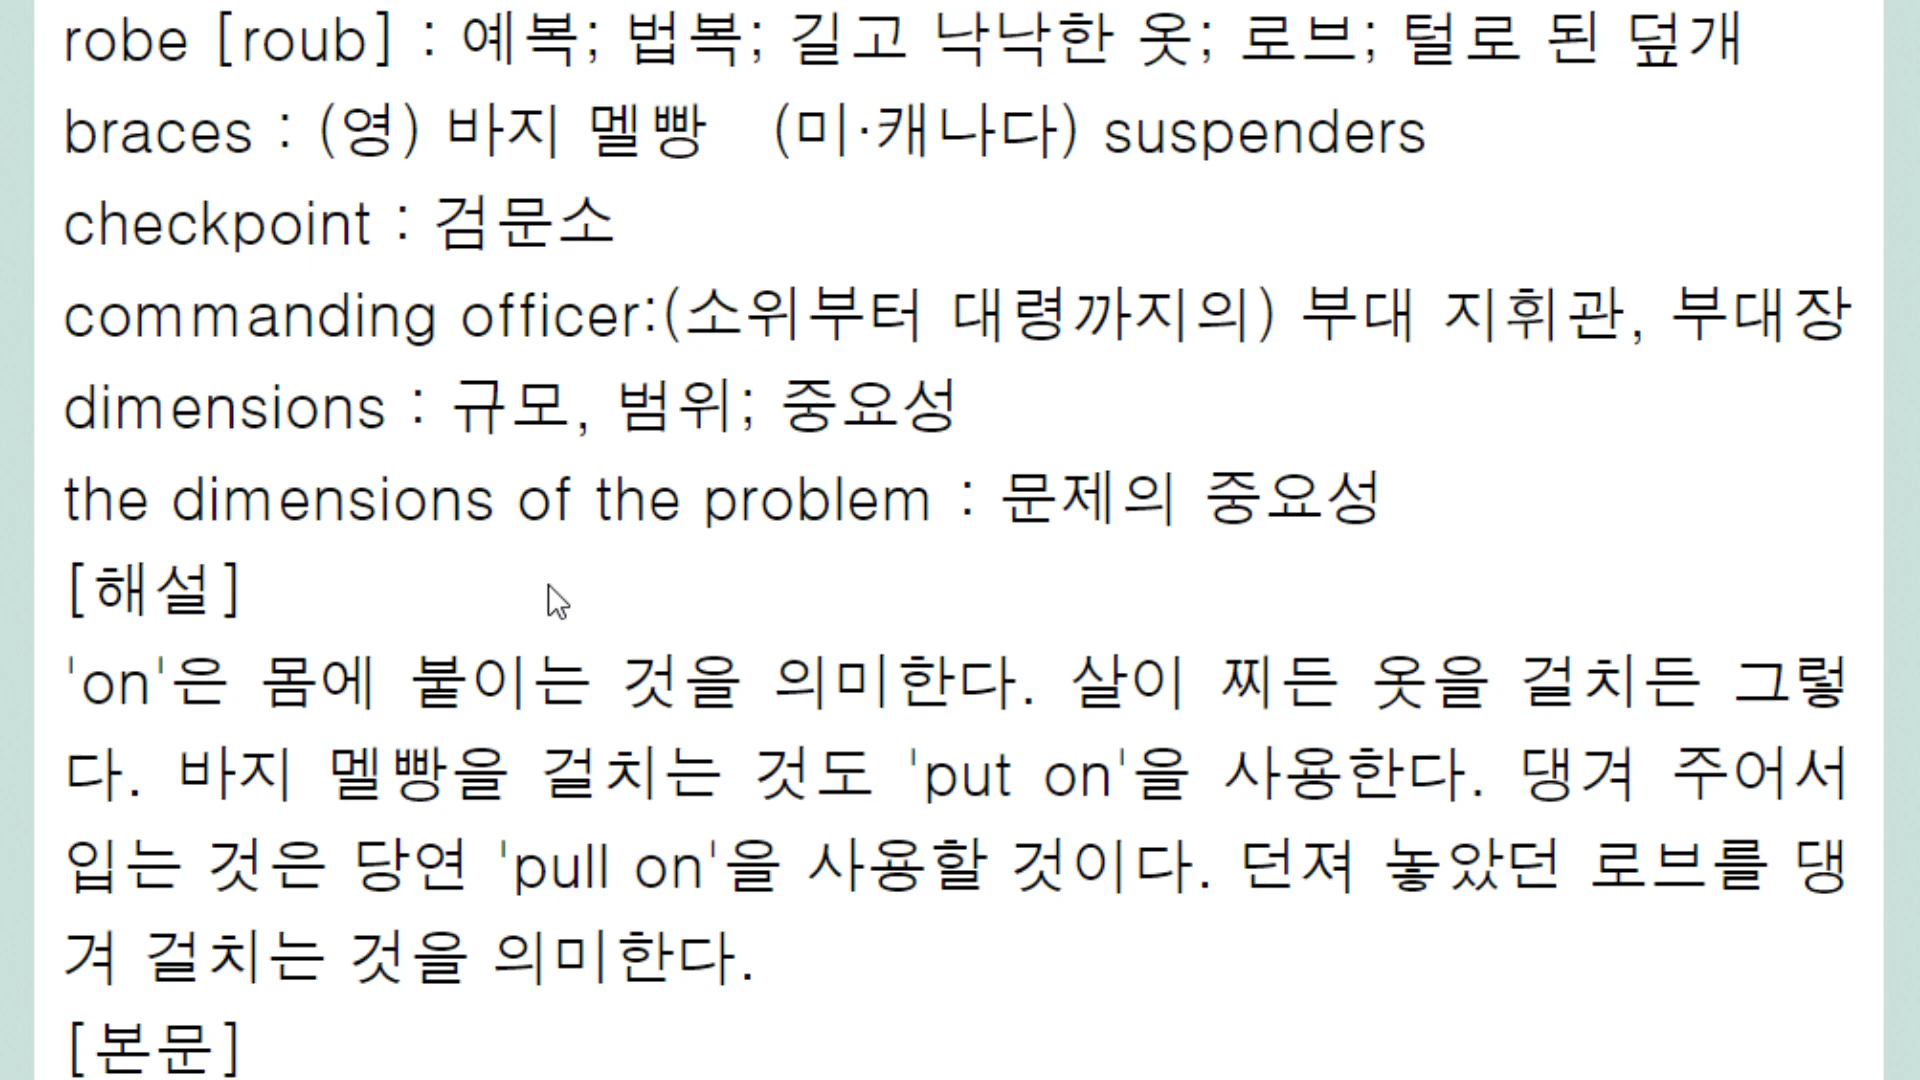 robe [roub] : 예복; 법복; 길고 낙낙한 옷; 로브; 털로 된 덮개
braces : (영) 바지 멜빵 (미·캐나다) suspenders
checkpoint : 검문소
commanding officer:(소위부터 대령까지의) 부대 지휘관, 부대장
dimensions : 규모, 범위; 중요성
the dimensions of the problem : 문제의 중요성
[해설]
'on'은 몸에 붙이는 것을 의미한다. 살이 찌든 옷을 걸치든 그렇
다. 바지 멜빵을 걸치는 것도 'put on'을 사용한다. 댕겨 주어서
입는 것은 당연 'pull on'을 사용할 것이다. 던져 놓았던 로브를 댕
겨 걸치는 것을 의미한다.
[본문]